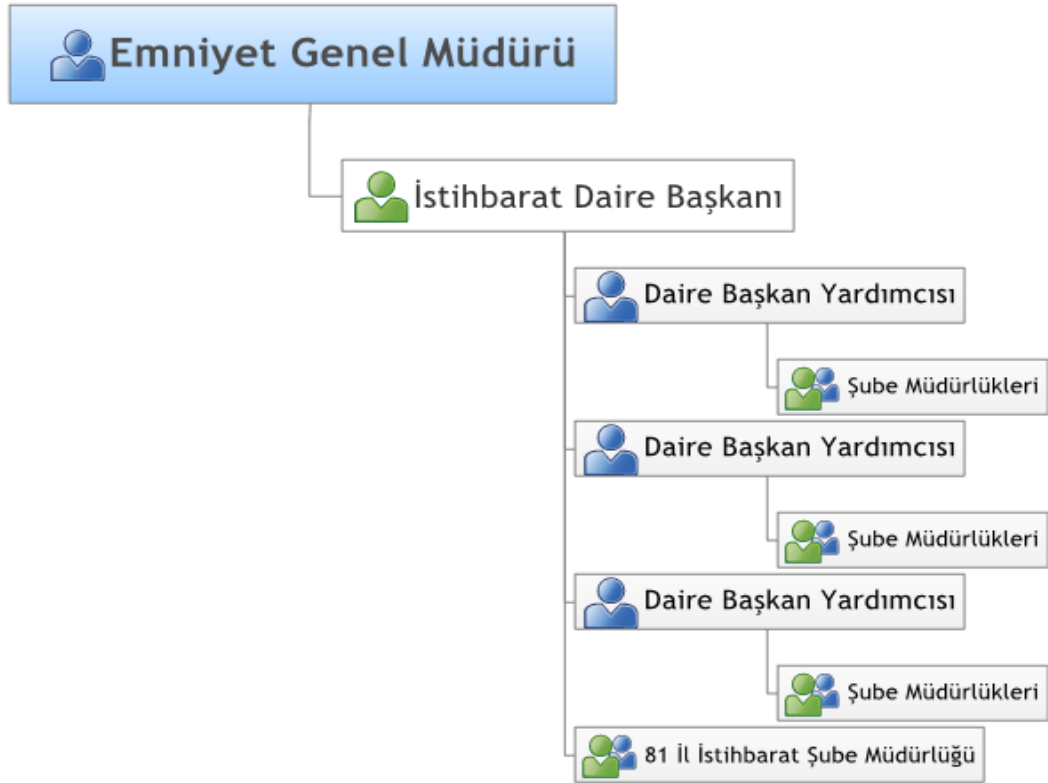 Emniyet Genel Müdürü
İstihbarat Daire Başkanı
Daire Başkan Yardımcısı
Şube Müdürlükleri
Daire Başkan Yardımcısı
Şube Müdürlükleri
Daire Başkan Yardımcısı
Şube Müdürlükleri
81 İl İstihbarat Şube Müdürlüğü